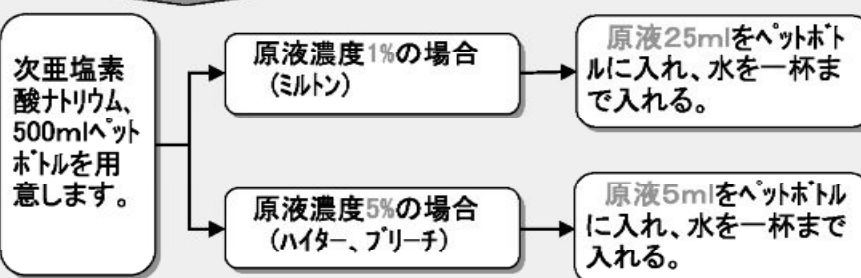 次亜塩素
酸ナトリウム、
500mlペット
ボトルを用
意します。
原液濃度1%の場合
(ミルトン)
原液25mlをペットボト
ルに入れ、水を一杯ま
で入れる。
原液濃度5%の場合
(ハイター、ブリーチ)
原液5mlをペットボトル
に入れ、水を一杯まで
入れる。